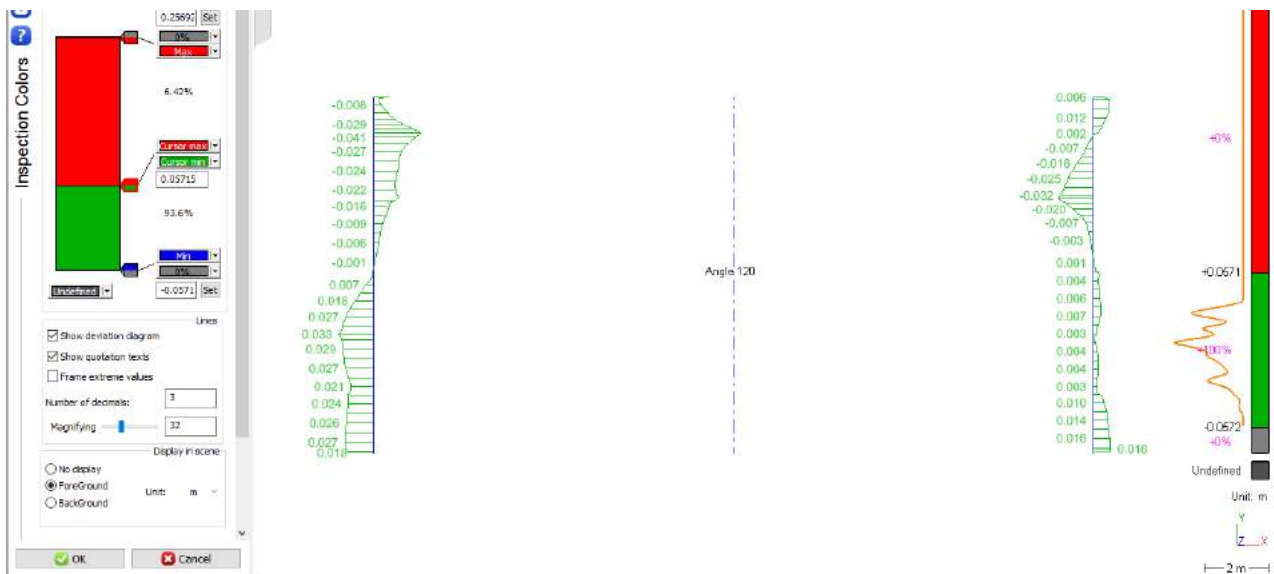 Inspection Colors
0.25692 Set
0%
Max
6.42%
Cursor max
Cursor min
0.05715
93.6%
Min
0%
Undefined -0.0571 Set
Lines
Show deviation diagram
Show quotation texts
Frame extreme values
Number of decimals: 3
Magnifying 32
Display in scene
No display
ForeGround
BackGround
Unit: m
OK Cancel
-0.008
-0.029
-0.041
-0.027
-0.024
-0.022
-0.016
-0.009
-0.006
-0.001
0.007
0.018
0.027
0.033
0.029
0.027
0.021
0.024
0.026
0.027
0.018
Angle 120
0.006
0.012
0.002
-0.007
-0.018
-0.025
-0.032
-0.020
-0.007
-0.003
0.001
0.004
0.006
0.007
0.003
0.004
0.004
0.003
0.010
0.014
0.016
0.016
+0%
+0.0571
+100%
-0.0572
+0%
Undefined
Unit: m
Y
Z X
2 m